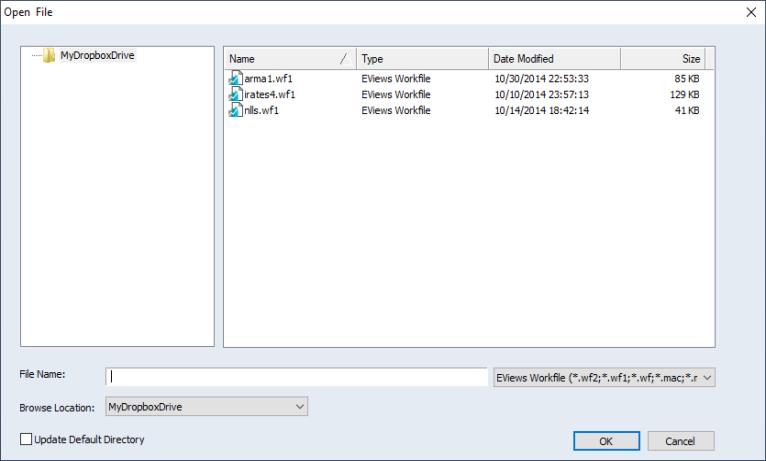 Open File
MyDropboxDrive
Name Type Date Modified Size
arma1.wf1 EViews Workfile 10/30/2014 22:53:33 85 KB
irates4.wf1 EViews Workfile 10/10/2014 23:57:13 129 KB
nlls.wf1 EViews Workfile 10/14/2014 18:42:14 41 KB
File Name: EViews Workfile (*.wf2;*.wf1;*.wf;*.mac;*.r
Browse Location: MyDropboxDrive
Update Default Directory OK Cancel